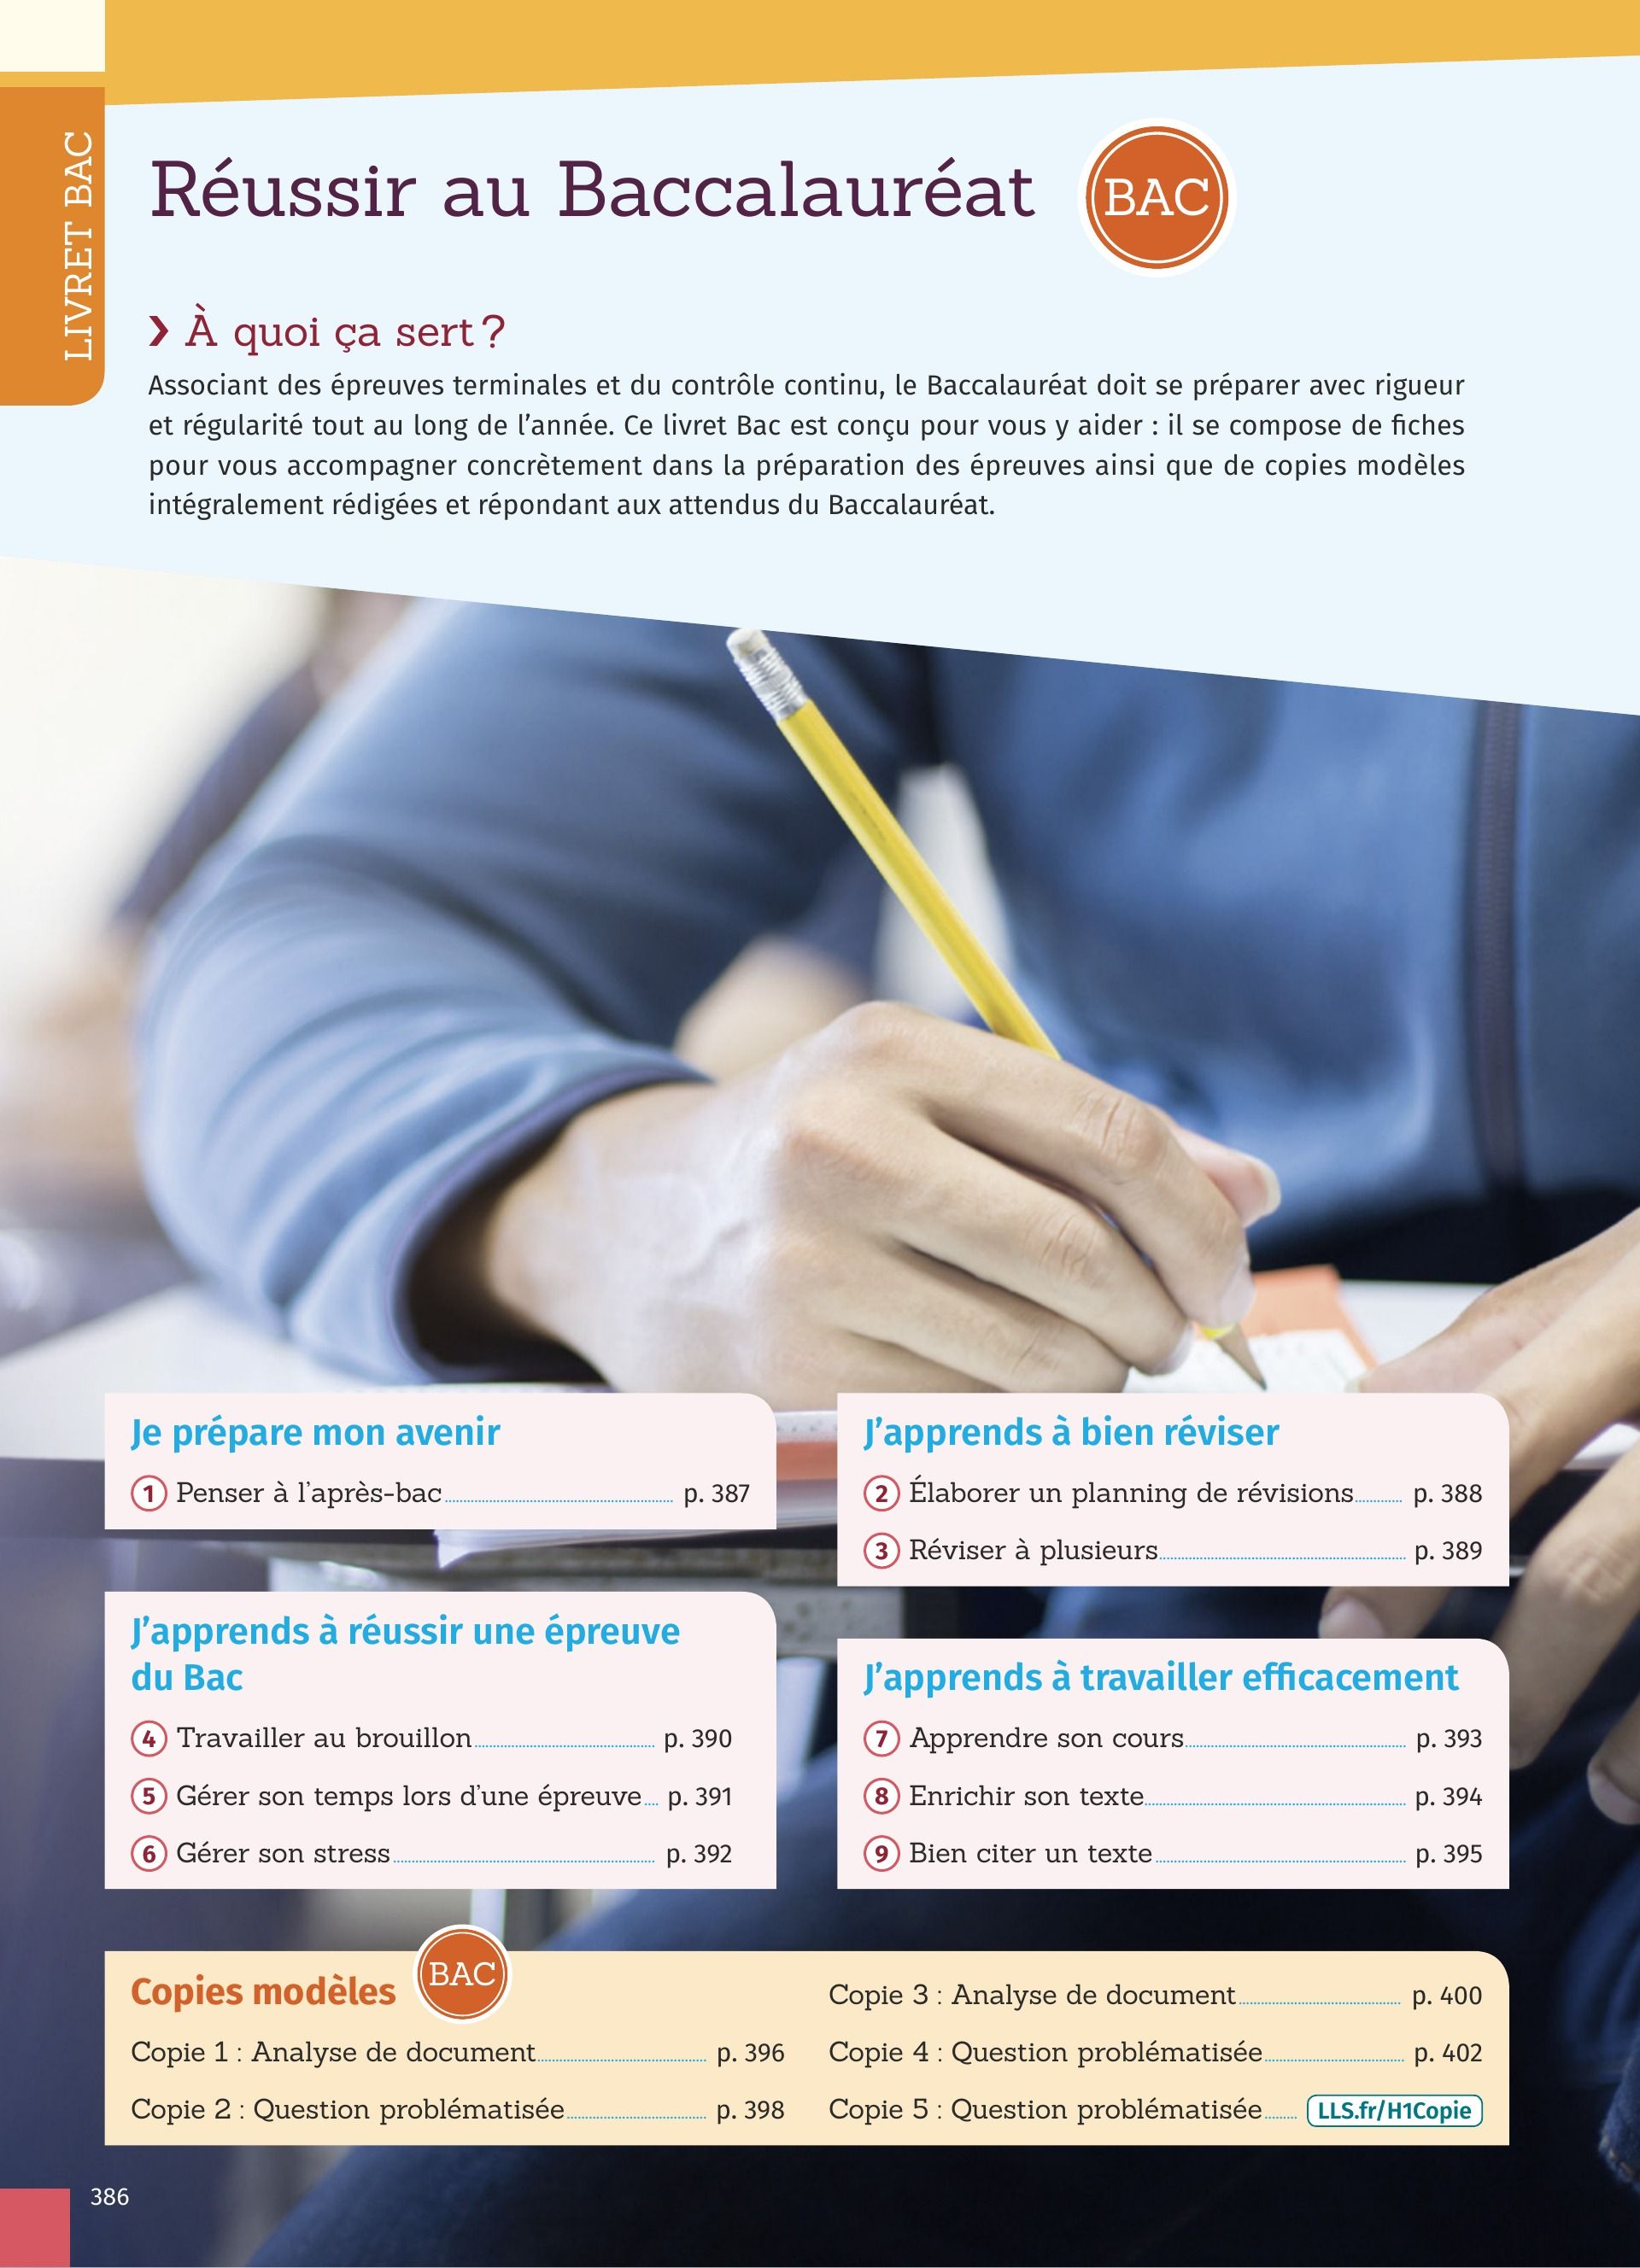 LIVRET BAC
Réussir au Baccalauréat
BAC
❯ À quoi ça sert ?
Associant des épreuves terminales et du contrôle continu, le Baccalauréat doit se préparer avec rigueur
et régularité tout au long de l’année. Ce livret Bac est conçu pour vous y aider : il se compose de fiches
pour vous accompagner concrètement dans la préparation des épreuves ainsi que de copies modèles
intégralement rédigées et répondant aux attendus du Baccalauréat.
Je prépare mon avenir
1 Penser à l’après-bac p. 387
J’apprends à bien réviser
2 Élaborer un planning de révisions p. 388
3 Réviser à plusieurs p. 389
J’apprends à réussir une épreuve
du Bac
4 Travailler au brouillon p. 390
5 Gérer son temps lors d’une épreuve p. 391
6 Gérer son stress p. 392
J’apprends à travailler efficacement
7 Apprendre son cours p. 393
8 Enrichir son texte p. 394
9 Bien citer un texte p. 395
Copies modèles
BAC
Copie 1 : Analyse de document p. 396
Copie 2 : Question problématisée p. 398
Copie 3 : Analyse de document p. 400
Copie 4 : Question problématisée p. 402
Copie 5 : Question problématisée LLS.fr/H1Copie
386